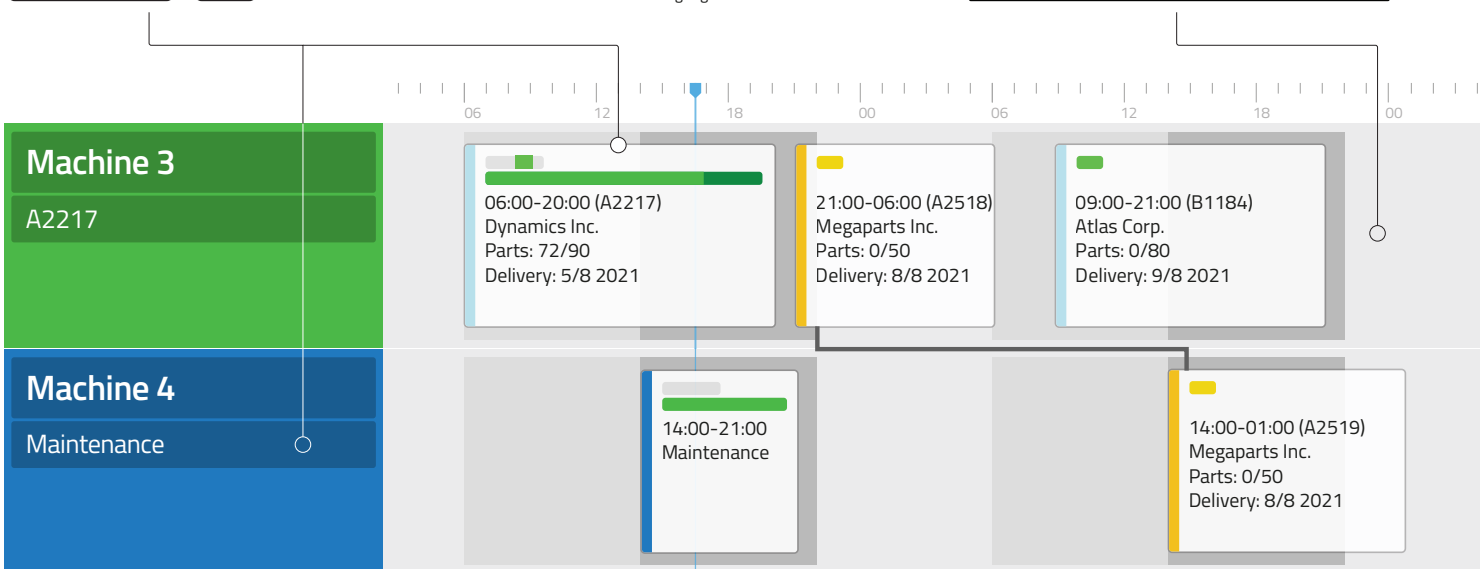 06 12 18 00 06 12 18 00
Machine 3
A2217
06:00-20:00 (A2217)
Dynamics Inc.
Parts: 72/90
Delivery: 5/8 2021
21:00-06:00 (A2518)
Megaparts Inc.
Parts: 0/50
Delivery: 8/8 2021
09:00-21:00 (B1184)
Atlas Corp.
Parts: 0/80
Delivery: 9/8 2021
Machine 4
Maintenance
14:00-21:00
Maintenance
14:00-01:00 (A2519)
Megaparts Inc.
Parts: 0/50
Delivery: 8/8 2021